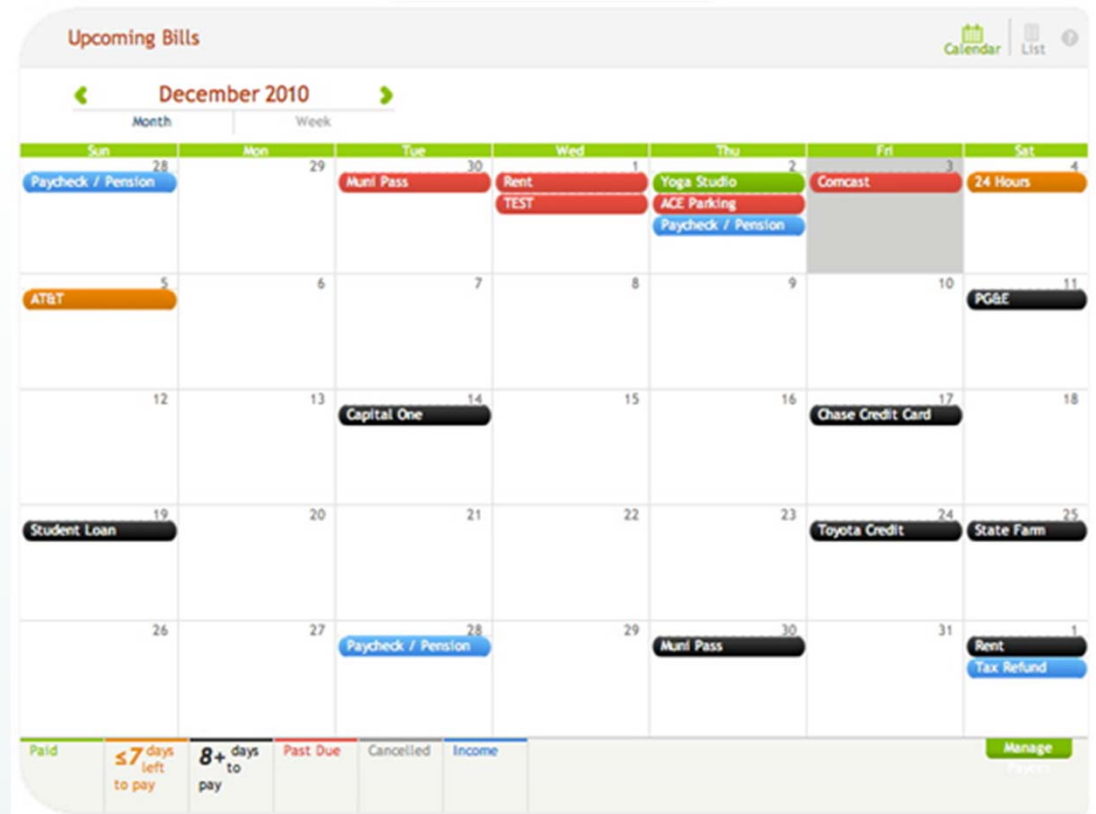 Upcoming Bills
Calendar List ?
December 2010
Month Week
Sun Mon Tue Wed Thu Fri Sat
28 29 30 1 2 3 4
Paycheck / Pension Muni Pass Rent Yoga Studio Comcast 24 Hours
TEST ACE Parking
Paycheck / Pension
5 6 7 8 9 10 11
AT&T PG&E
12 13 14 15 16 17 18
Capital One Chase Credit Card
19 20 21 22 23 24 25
Student Loan Toyota Credit State Farm
26 27 28 29 30 31 1
Paycheck / Pension Muni Pass Rent
Tax Refund
Paid ≤7 days left to pay 8+ days to pay Past Due Cancelled Income Manage